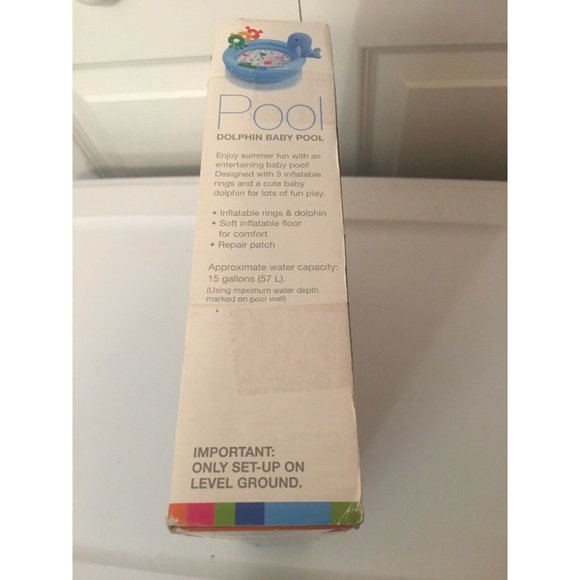 Pool
DOLPHIN BABY POOL
Enjoy summer fun with an
entertaining baby pool!
Designed with 3 inflatable
rings and a cute baby
dolphin for lots of fun play.
• Inflatable rings & dolphin
• Soft inflatable floor
for comfort
• Repair patch
Approximate water capacity:
15 gallons (57 L).
(Using maximum water depth
marked on pool wall)
IMPORTANT:
ONLY SET-UP ON
LEVEL GROUND.